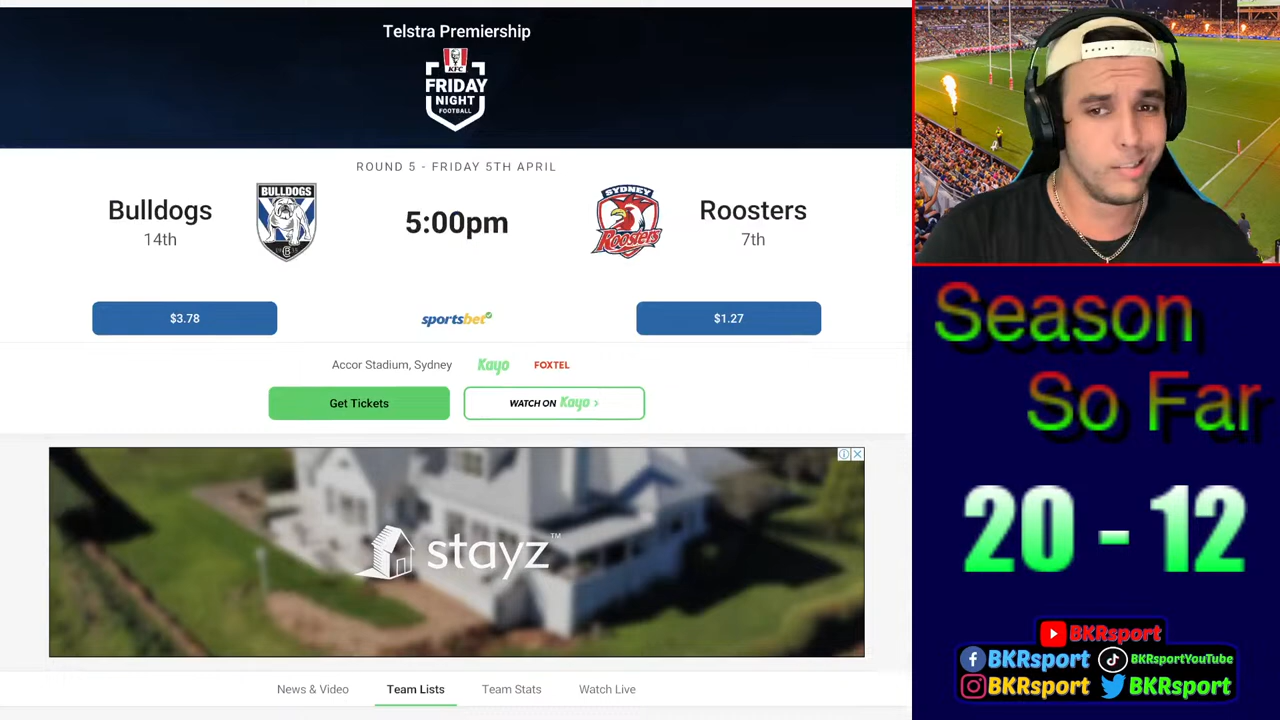 Telstra Premiership
KFC
FRIDAY
NIGHT
FOOTBALL
ROUND 5 - FRIDAY 5TH APRIL
Bulldogs
14th
BULLDOGS
5:00pm
SYDNEY
Roosters
Roosters
7th
$3.78
sportsbet
$1.27
Accor Stadium, Sydney
Kayo
FOXTEL
Get Tickets
WATCH ON Kayo >
stayz™
News & Video
Team Lists
Team Stats
Watch Live
Season
So Far
20 - 12
BKRsport
BKRsport
BKRsportYouTube
BKRsport
BKRsport